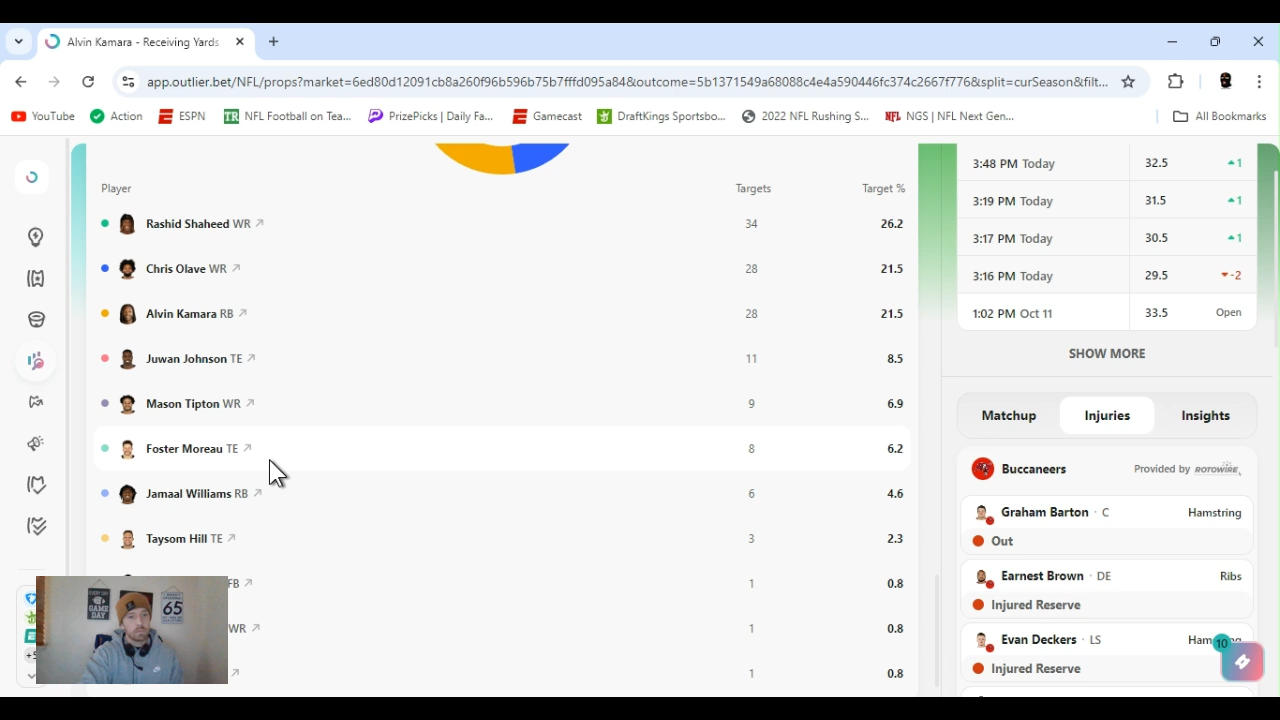 Alvin Kamara - Receiving Yards
app.outlier.bet/NFL/props?market=6ed80d12091cb8a260f96b596b75b7fffd095a84&outcome=5b1371549a68088c4e4a590446fc374c2667f776&split=curSeason&filt...
YouTube Action ESPN NFL Football on Tea... PrizePicks | Daily Fa... Gamecast DraftKings Sportsbo... 2022 NFL Rushing S... NFL NGS | NFL Next Gen... All Bookmarks
Player Targets Target %
Rashid Shaheed WR 34 26.2
Chris Olave WR 28 21.5
Alvin Kamara RB 28 21.5
Juwan Johnson TE 11 8.5
Mason Tipton WR 9 6.9
Foster Moreau TE 8 6.2
Jamaal Williams RB 6 4.6
Taysom Hill TE 3 2.3
FB 1 0.8
WR 1 0.8
1 0.8
3:48 PM Today 32.5 1
3:19 PM Today 31.5 1
3:17 PM Today 30.5 1
3:16 PM Today 29.5 -2
1:02 PM Oct 11 33.5 Open
SHOW MORE
Matchup Injuries Insights
Buccaneers Provided by ROTOWIRE
Graham Barton · C Hamstring
Out
Earnest Brown · DE Ribs
Injured Reserve
Evan Deckers · LS
Injured Reserve
10
GAME DAY
65